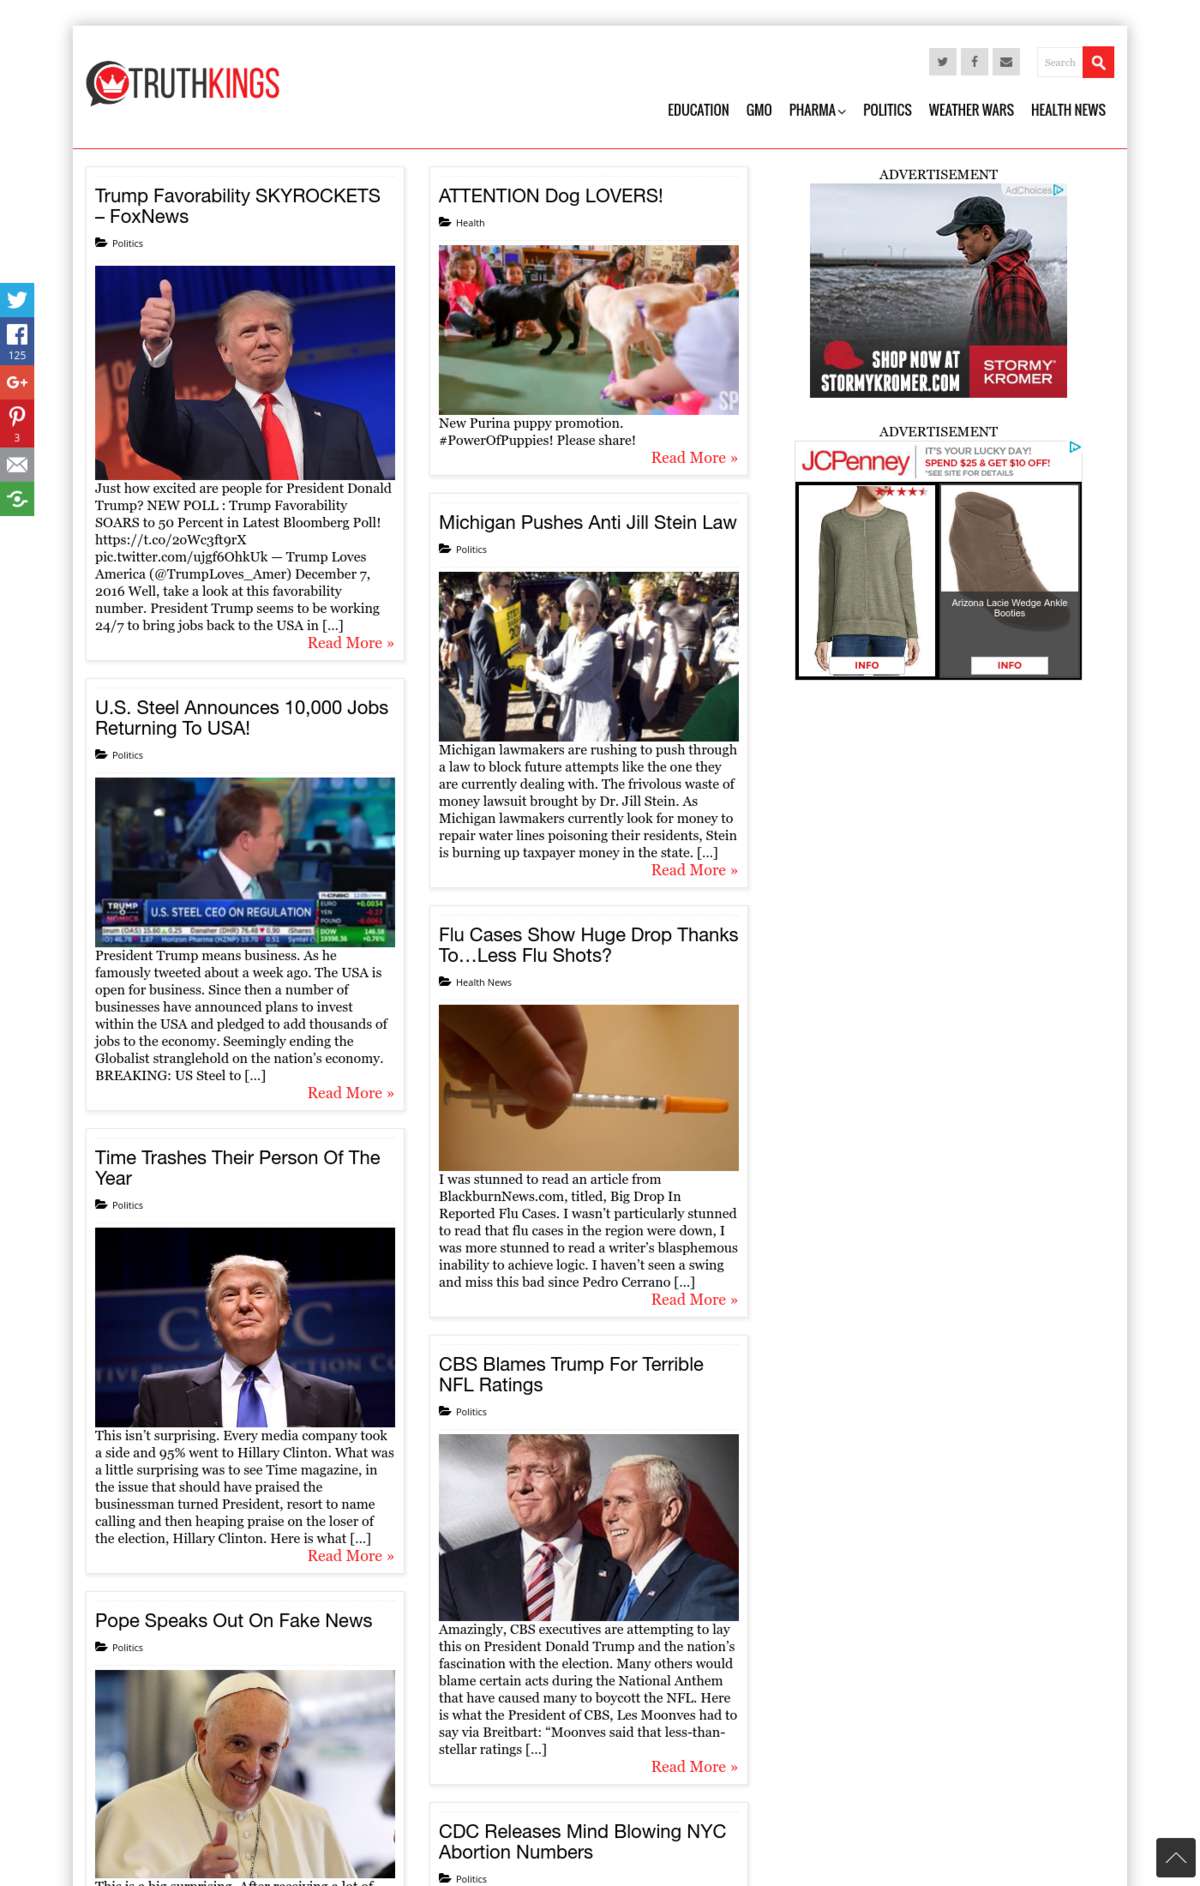 TRUTHKINGS
Search
EDUCATION GMO PHARMA POLITICS WEATHER WARS HEALTH NEWS
125
G+
3
Trump Favorability SKYROCKETS
– FoxNews
Politics
Just how excited are people for President Donald
Trump? NEW POLL : Trump Favorability
SOARS to 50 Percent in Latest Bloomberg Poll!
https://t.co/2oWc3ft9rX
pic.twitter.com/ujgf6OhkUk — Trump Loves
America (@TrumpLoves_Amer) December 7,
2016 Well, take a look at this favorability
number. President Trump seems to be working
24/7 to bring jobs back to the USA in [...]
Read More »
U.S. Steel Announces 10,000 Jobs
Returning To USA!
Politics
TRUMP
NOMICS
U.S. STEEL CEO ON REGULATION
EURO +0.0034
YEN -0.27
POUND -0.0061
DOW 146.58
19398.36 +0.76%
President Trump means business. As he
famously tweeted about a week ago. The USA is
open for business. Since then a number of
businesses have announced plans to invest
within the USA and pledged to add thousands of
jobs to the economy. Seemingly ending the
Globalist stranglehold on the nation's economy.
BREAKING: US Steel to [...]
Read More »
Time Trashes Their Person Of The
Year
Politics
This isn't surprising. Every media company took
a side and 95% went to Hillary Clinton. What was
a little surprising was to see Time magazine, in
the issue that should have praised the
businessman turned President, resort to name
calling and then heaping praise on the loser of
the election, Hillary Clinton. Here is what [...]
Read More »
Pope Speaks Out On Fake News
Politics
ATTENTION Dog LOVERS!
Health
SP
New Purina puppy promotion.
#PowerOfPuppies! Please share!
Read More »
Michigan Pushes Anti Jill Stein Law
Politics
Michigan lawmakers are rushing to push through
a law to block future attempts like the one they
are currently dealing with. The frivolous waste of
money lawsuit brought by Dr. Jill Stein. As
Michigan lawmakers currently look for money to
repair water lines poisoning their residents, Stein
is burning up taxpayer money in the state. [...]
Read More »
Flu Cases Show Huge Drop Thanks
To...Less Flu Shots?
Health News
I was stunned to read an article from
BlackburnNews.com, titled, Big Drop In
Reported Flu Cases. I wasn't particularly stunned
to read that flu cases in the region were down, I
was more stunned to read a writer's blasphemous
inability to achieve logic. I haven't seen a swing
and miss this bad since Pedro Cerrano [...]
Read More »
CBS Blames Trump For Terrible
NFL Ratings
Politics
Amazingly, CBS executives are attempting to lay
this on President Donald Trump and the nation's
fascination with the election. Many others would
blame certain acts during the National Anthem
that have caused many to boycott the NFL. Here
is what the President of CBS, Les Moonves had to
say via Breitbart: “Moonves said that less-than-
stellar ratings [...]
Read More »
CDC Releases Mind Blowing NYC
Abortion Numbers
Politics
ADVERTISEMENT
AdChoices
SHOP NOW AT
STORMYKROMER.COM
STORMY
KROMER
ADVERTISEMENT
JCPenney
IT'S YOUR LUCKY DAY!
SPEND $25 & GET $10 OFF!
*SEE SITE FOR DETAILS
Arizona Lacie Wedge Ankle
Booties
INFO INFO